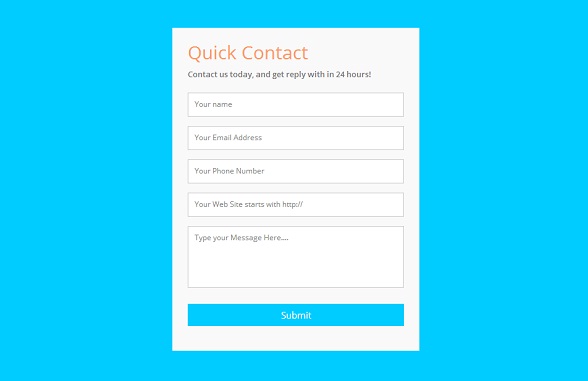 Quick Contact
Contact us today, and get reply with in 24 hours!
Your name
Your Email Address
Your Phone Number
Your Web Site starts with http://
Type your Message Here....
Submit